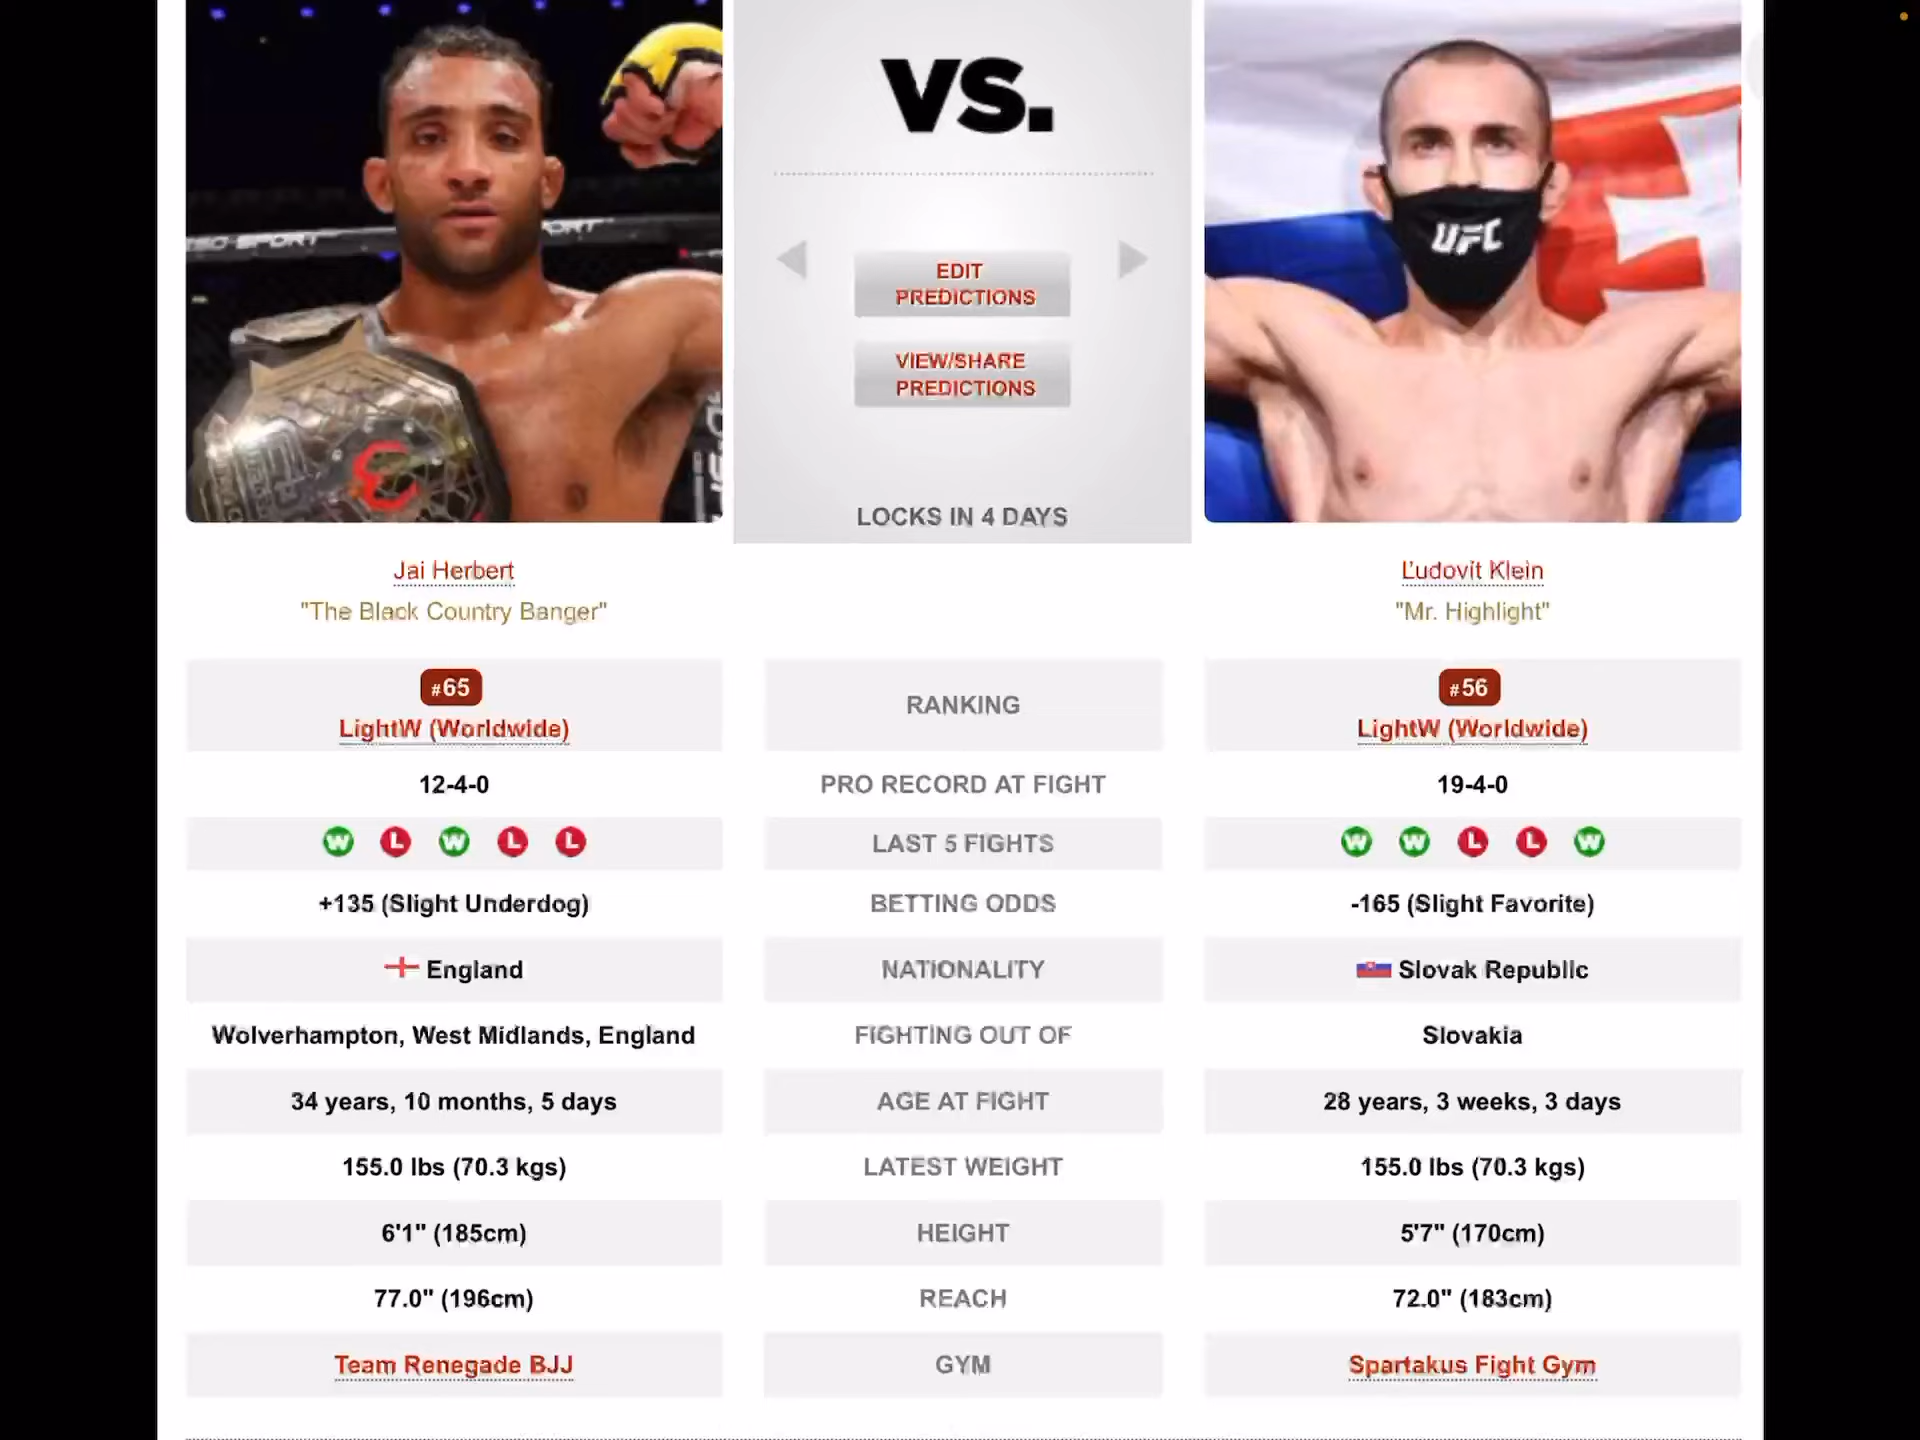 VS.
EDIT
PREDICTIONS
VIEW/SHARE
PREDICTIONS
LOCKS IN 4 DAYS
UFC
Jai Herbert
Ľudovit Klein
"The Black Country Banger"
"Mr. Highlight"
#65
LightW (Worldwide)
RANKING
#56
LightW (Worldwide)
12-4-0
PRO RECORD AT FIGHT
19-4-0
W L W L L
LAST 5 FIGHTS
W W L L W
+135 (Slight Underdog)
BETTING ODDS
-165 (Slight Favorite)
England
NATIONALITY
Slovak Republic
Wolverhampton, West Midlands, England
FIGHTING OUT OF
Slovakia
34 years, 10 months, 5 days
AGE AT FIGHT
28 years, 3 weeks, 3 days
155.0 lbs (70.3 kgs)
LATEST WEIGHT
155.0 lbs (70.3 kgs)
6'1" (185cm)
HEIGHT
5'7" (170cm)
77.0" (196cm)
REACH
72.0" (183cm)
Team Renegade BJJ
GYM
Spartakus Fight Gym